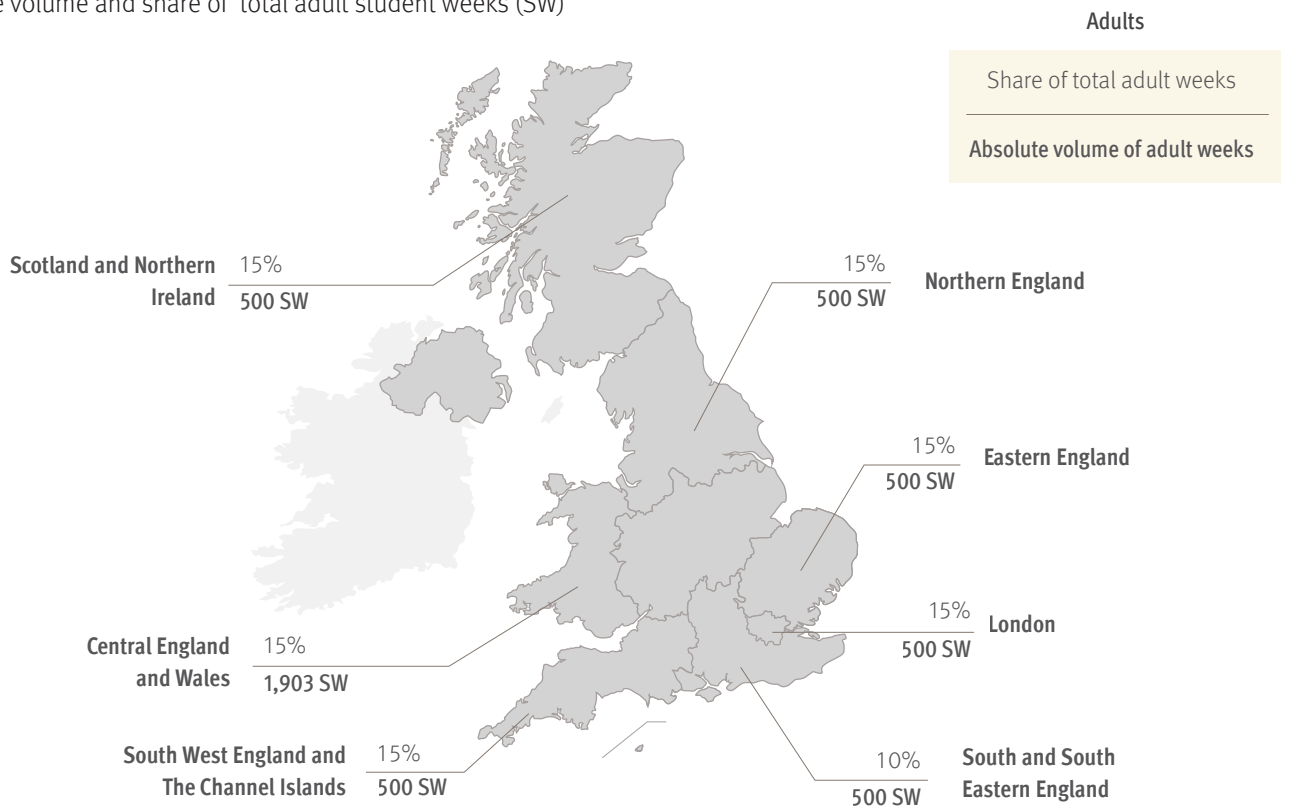 volume and share of total adult student weeks (SW)
Adults
Share of total adult weeks
Absolute volume of adult weeks
Scotland and Northern
Ireland
15%
500 SW
15%
500 SW
Northern England
15%
500 SW
Eastern England
15%
500 SW
London
Central England
and Wales
15%
1,903 SW
South West England and
The Channel Islands
15%
500 SW
10%
500 SW
South and South
Eastern England